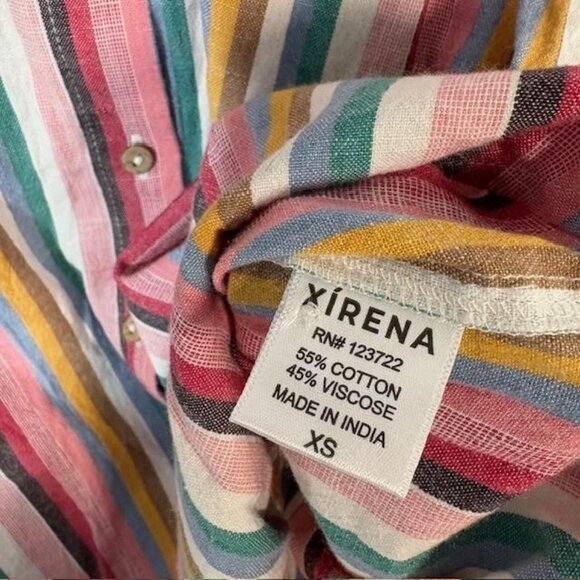 XÍRENA
RN# 123722
55% COTTON
45% VISCOSE
MADE IN INDIA
XS